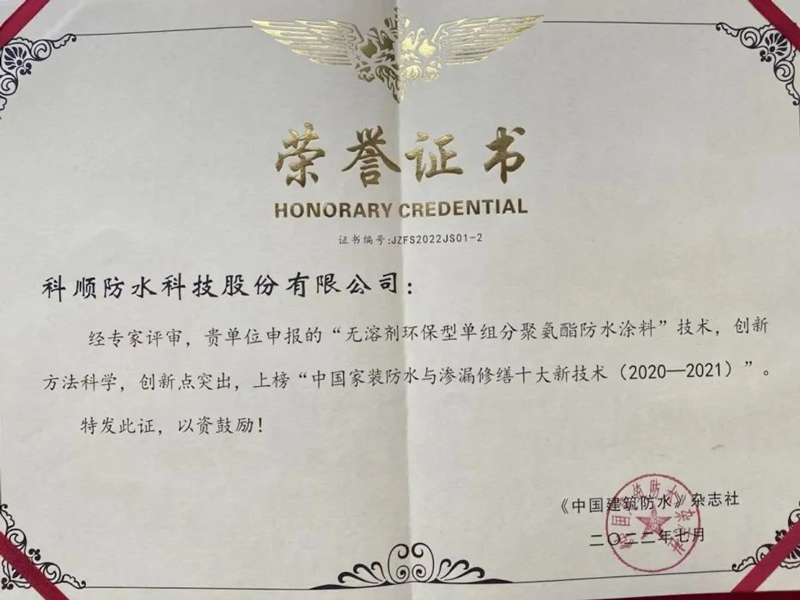 荣誉证书
HONORARY CREDENTIAL
证书编号:JZFS2022JS01-2
科顺防水科技股份有限公司：
经专家评审，贵单位申报的“无溶剂环保型单组分聚氨酯防水涂料”技术，创新
方法科学，创新点突出，上榜“中国家装防水与渗漏修缮十大新技术（2020—2021）”。
特发此证，以资鼓励！
《中国建筑防水》杂志社
二〇二二年七月